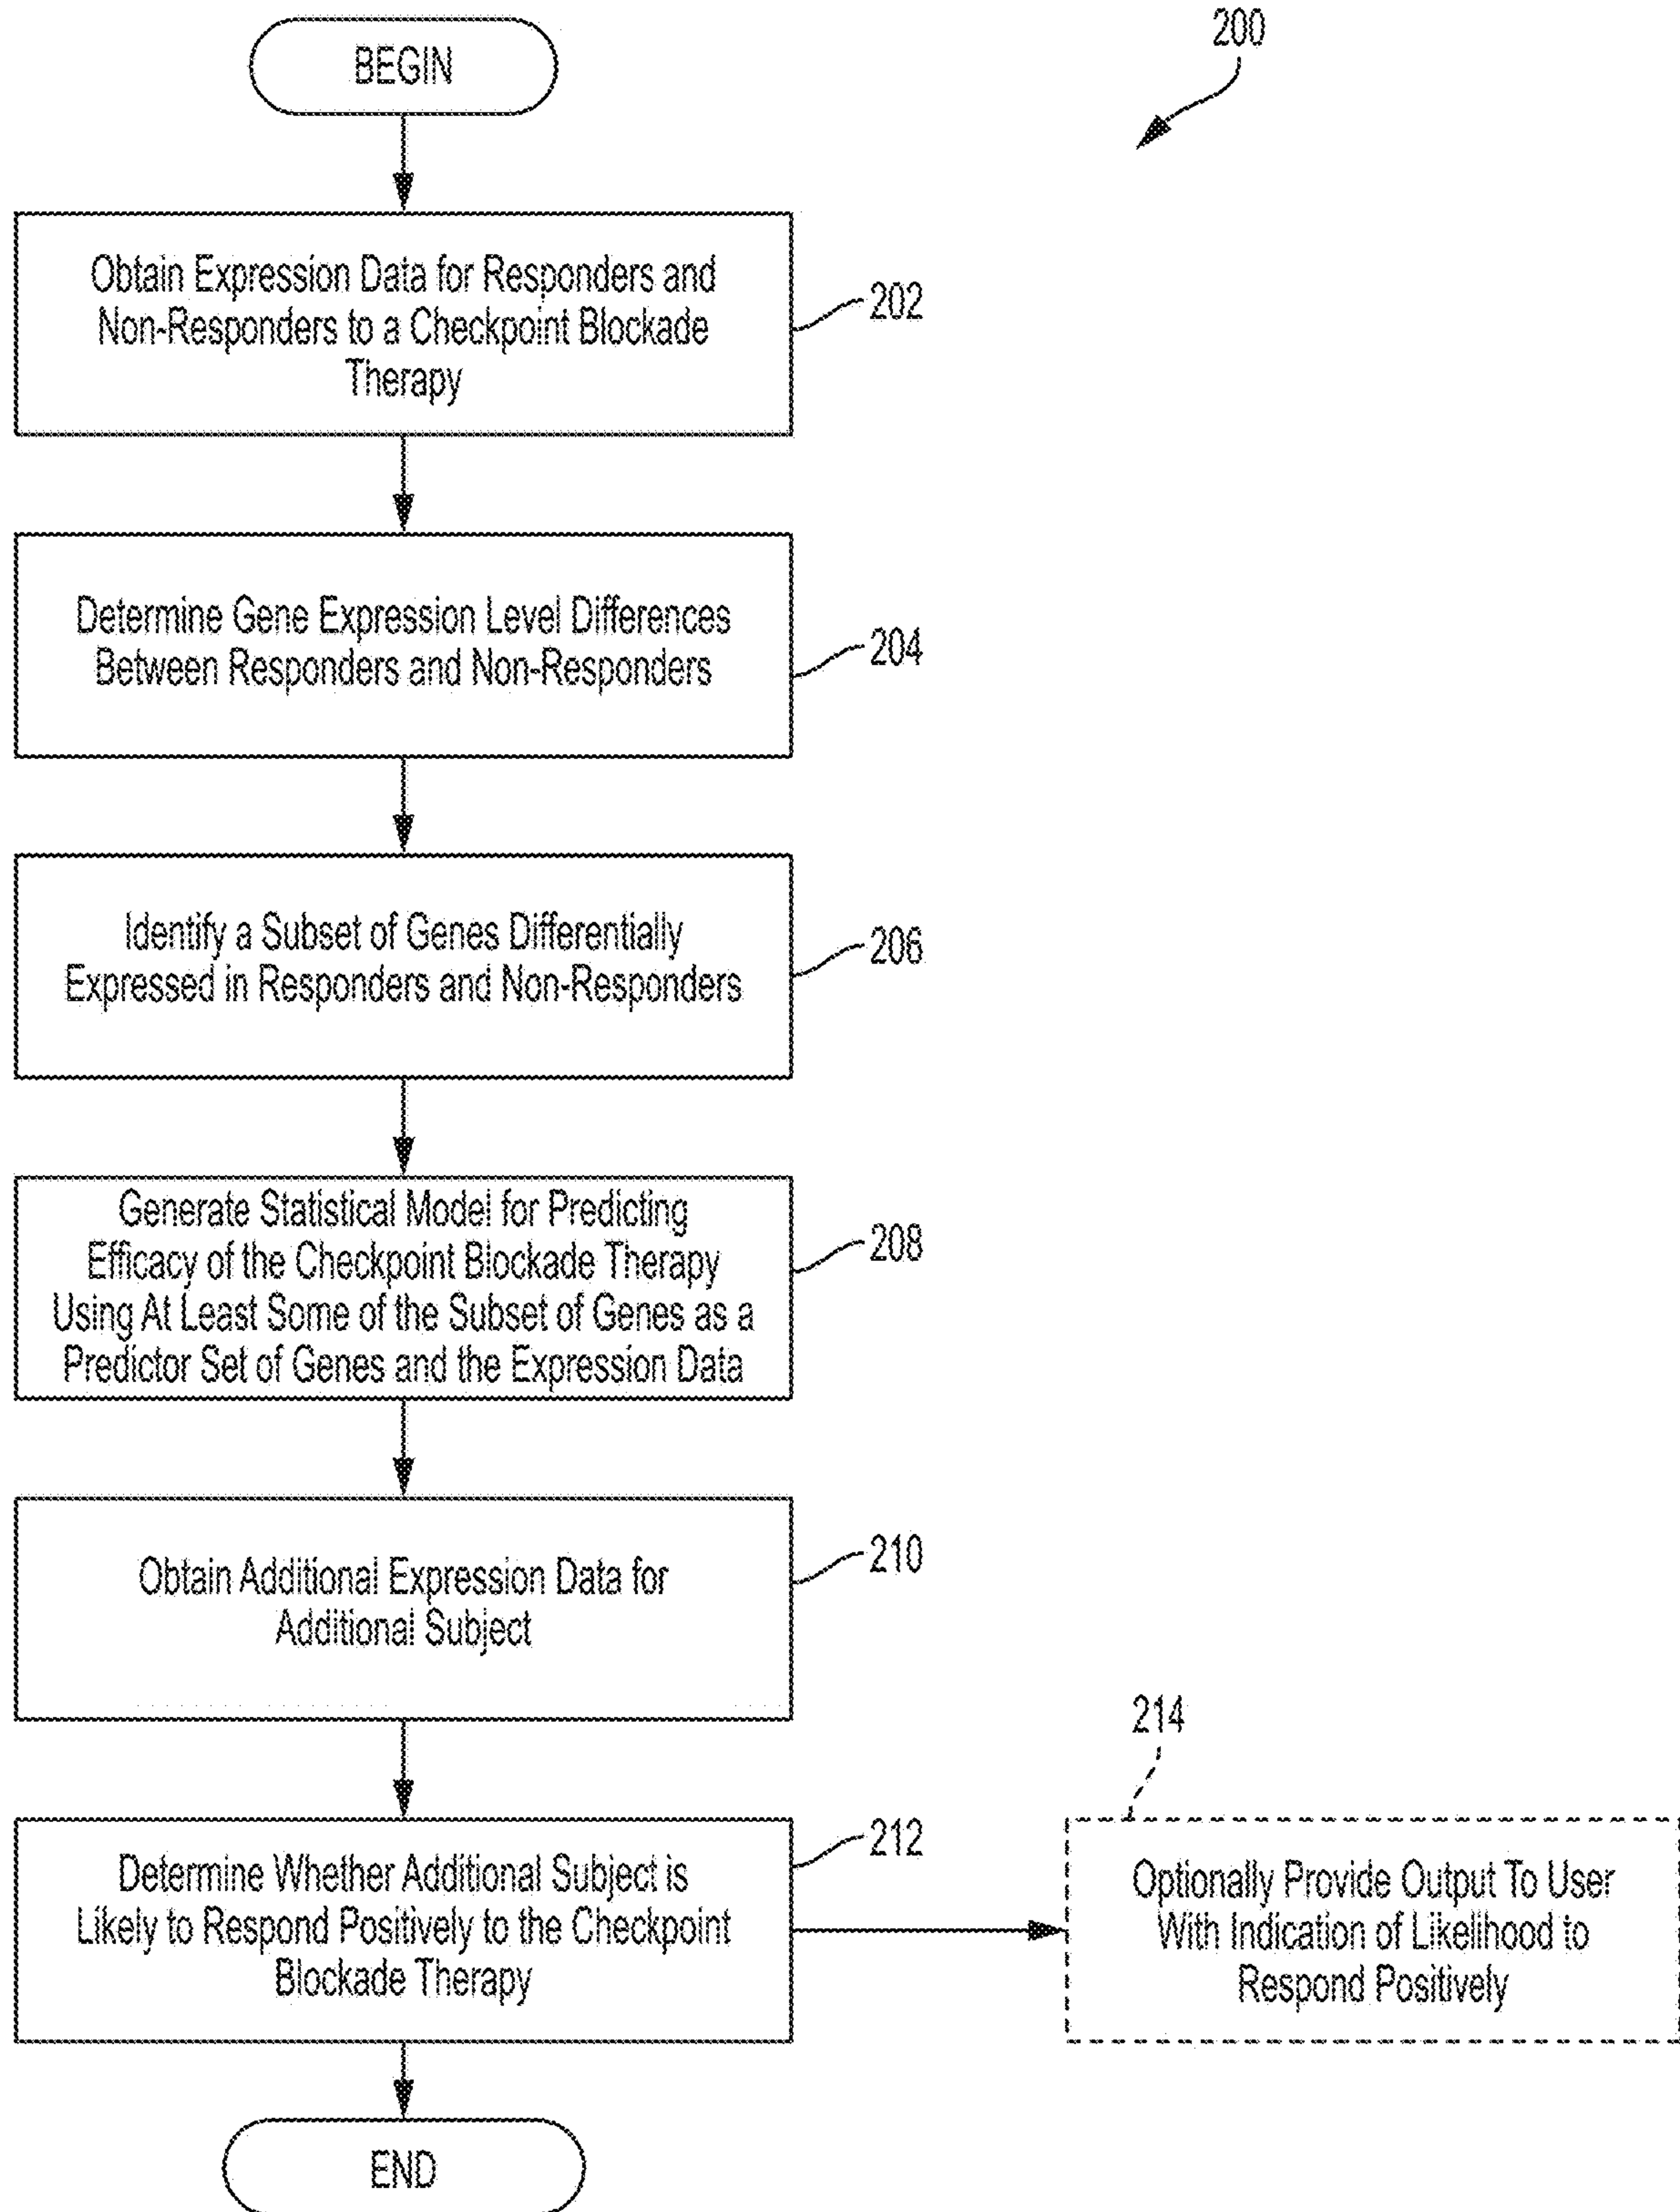 200
BEGIN
Obtain Expression Data for Responders and
Non-Responders to a Checkpoint Blockade
Therapy
202
Determine Gene Expression Level Differences
Between Responders and Non-Responders
204
Identify a Subset of Genes Differentially
Expressed in Responders and Non-Responders
206
Generate Statistical Model for Predicting
Efficacy of the Checkpoint Blockade Therapy
Using At Least Some of the Subset of Genes as a
Predictor Set of Genes and the Expression Data
208
Obtain Additional Expression Data for
Additional Subject
210
Determine Whether Additional Subject is
Likely to Respond Positively to the Checkpoint
Blockade Therapy
212
214
Optionally Provide Output To User
With Indication of Likelihood to
Respond Positively
END